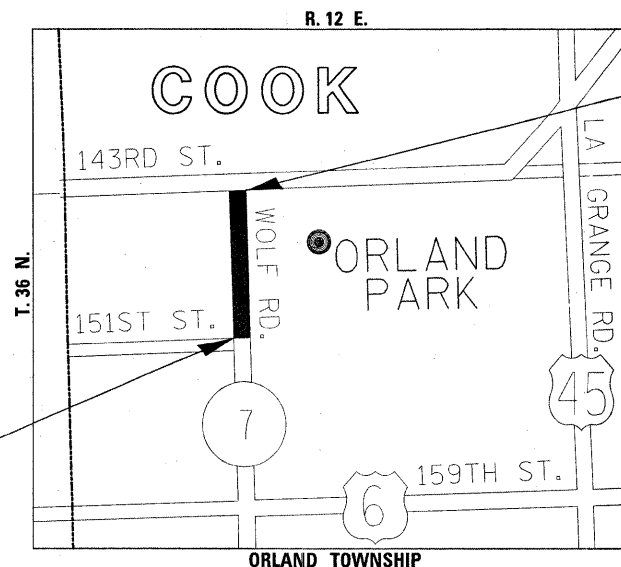 R. 12 E.
COOK
143RD ST.
LA GRANGE RD.
T. 36 N.
WOLF RD.
ORLAND
PARK
151ST ST.
7
45
159TH ST.
6
ORLAND TOWNSHIP